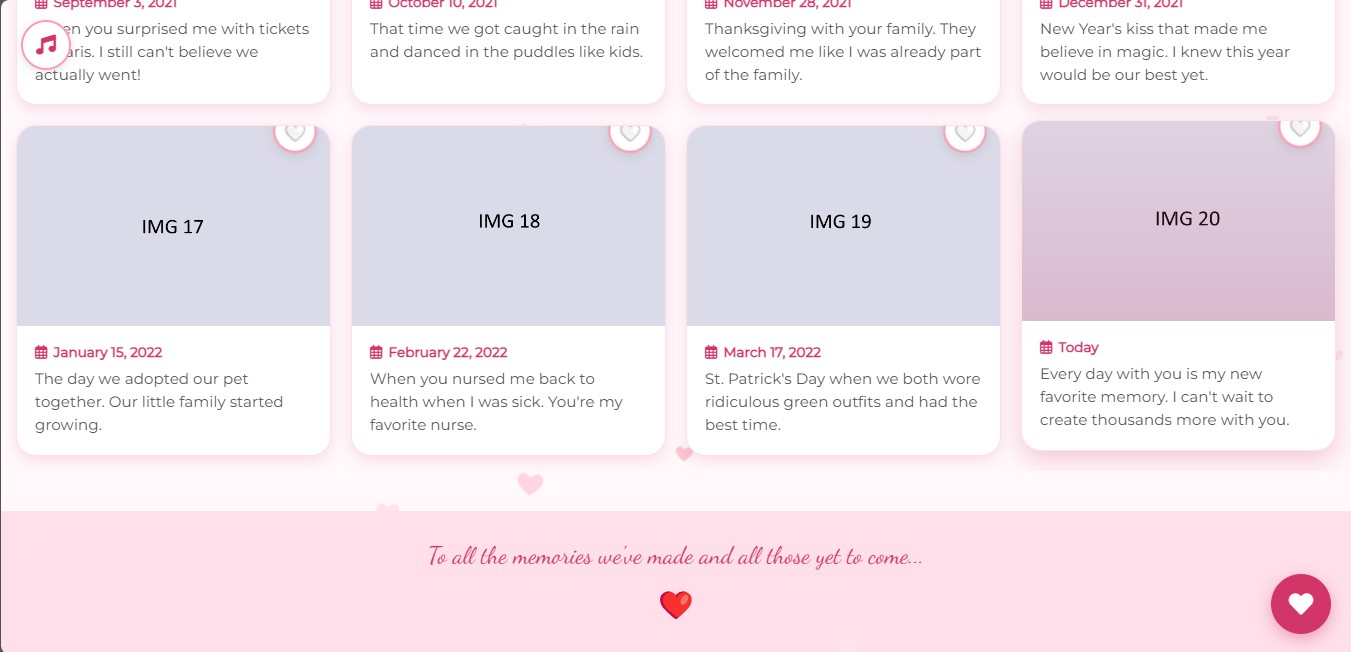 September 3, 2021
October 10, 2021
November 28, 2021
December 31, 2021
en you surprised me with tickets
aris. I still can't believe we
actually went!
That time we got caught in the rain
and danced in the puddles like kids.
Thanksgiving with your family. They
welcomed me like I was already part
of the family.
New Year's kiss that made me
believe in magic. I knew this year
would be our best yet.
IMG 17
IMG 18
IMG 19
IMG 20
January 15, 2022
The day we adopted our pet
together. Our little family started
growing.
February 22, 2022
When you nursed me back to
health when I was sick. You're my
favorite nurse.
March 17, 2022
St. Patrick's Day when we both wore
ridiculous green outfits and had the
best time.
Today
Every day with you is my new
favorite memory. I can't wait to
create thousands more with you.
To all the memories we've made and all those yet to come...